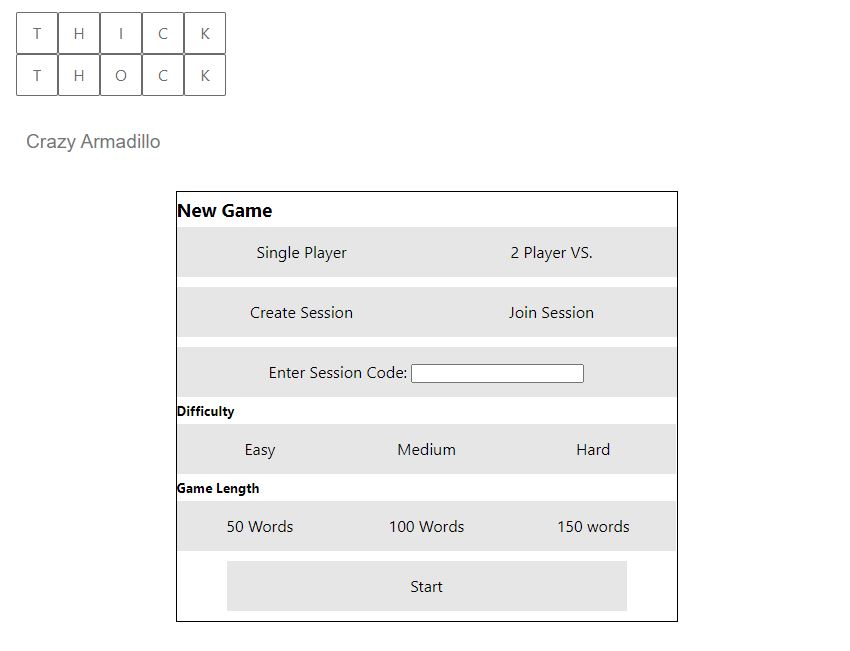 T H I C K
T H O C K
Crazy Armadillo
New Game
Single Player 2 Player VS.
Create Session Join Session
Enter Session Code:
Difficulty
Easy Medium Hard
Game Length
50 Words 100 Words 150 words
Start